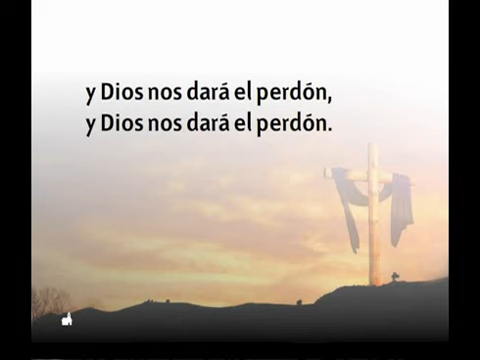 y Dios nos dará el perdón,
y Dios nos dará el perdón.